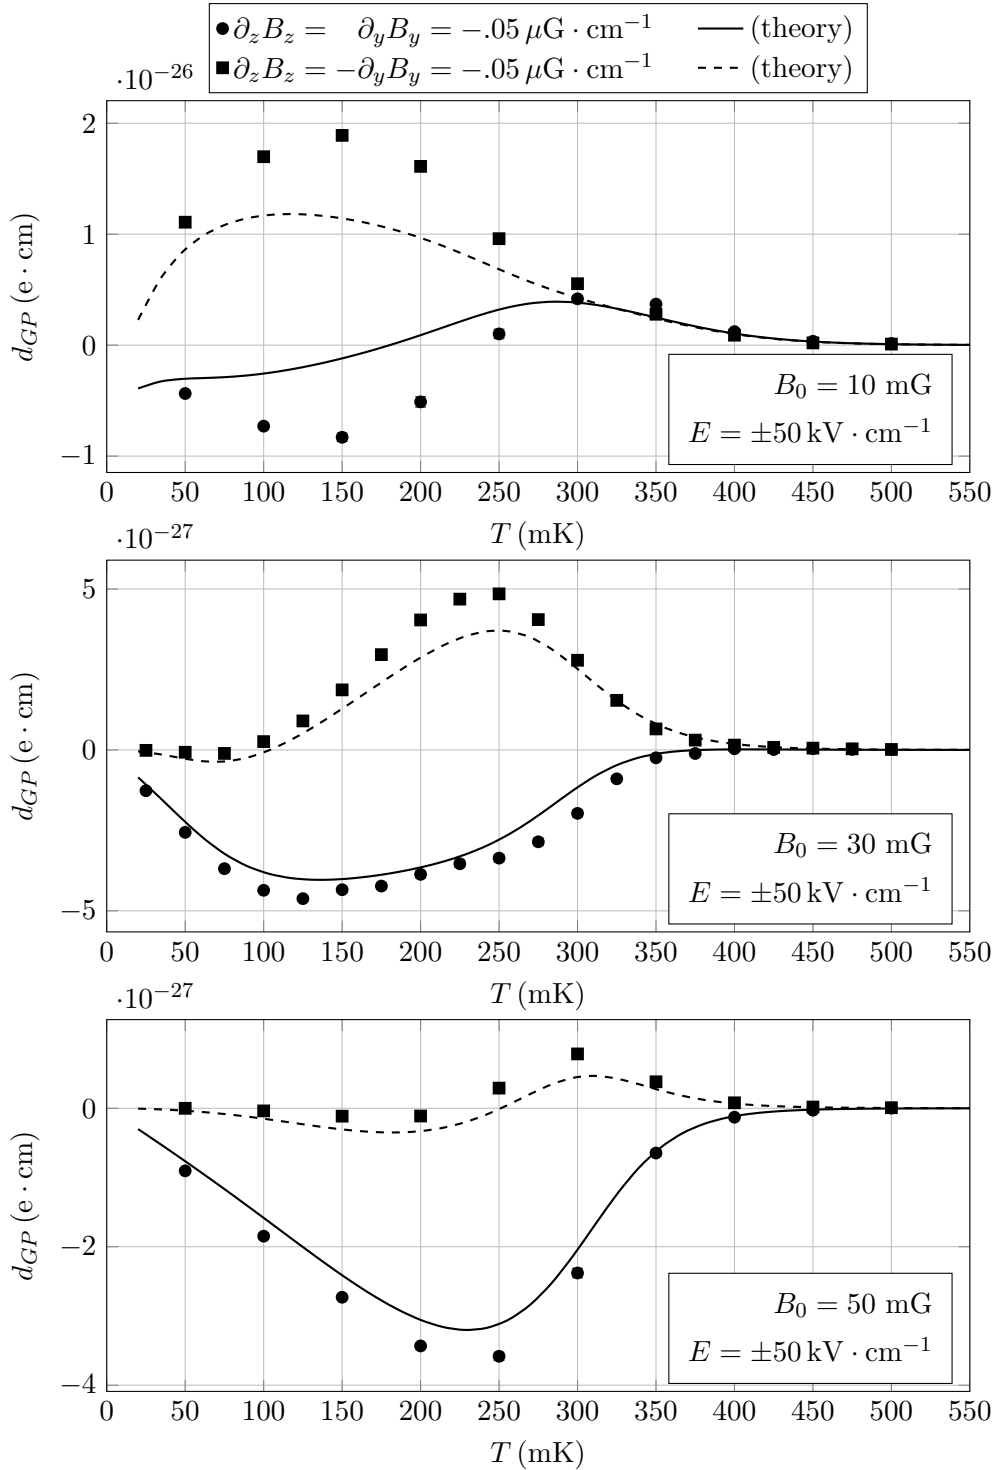 ∂zBz = ∂yBy = −.05 μG · cm−1 (theory)
∂zBz = −∂yBy = −.05 μG · cm−1 (theory)
·10−26
2
1
0
−1
dGP (e · cm)
B0 = 10 mG
E = ±50 kV · cm−1
0 50 100 150 200 250 300 350 400 450 500 550
T (mK)
·10−27
5
0
−5
dGP (e · cm)
B0 = 30 mG
E = ±50 kV · cm−1
0 50 100 150 200 250 300 350 400 450 500 550
T (mK)
·10−27
0
−2
−4
dGP (e · cm)
B0 = 50 mG
E = ±50 kV · cm−1
0 50 100 150 200 250 300 350 400 450 500 550
T (mK)